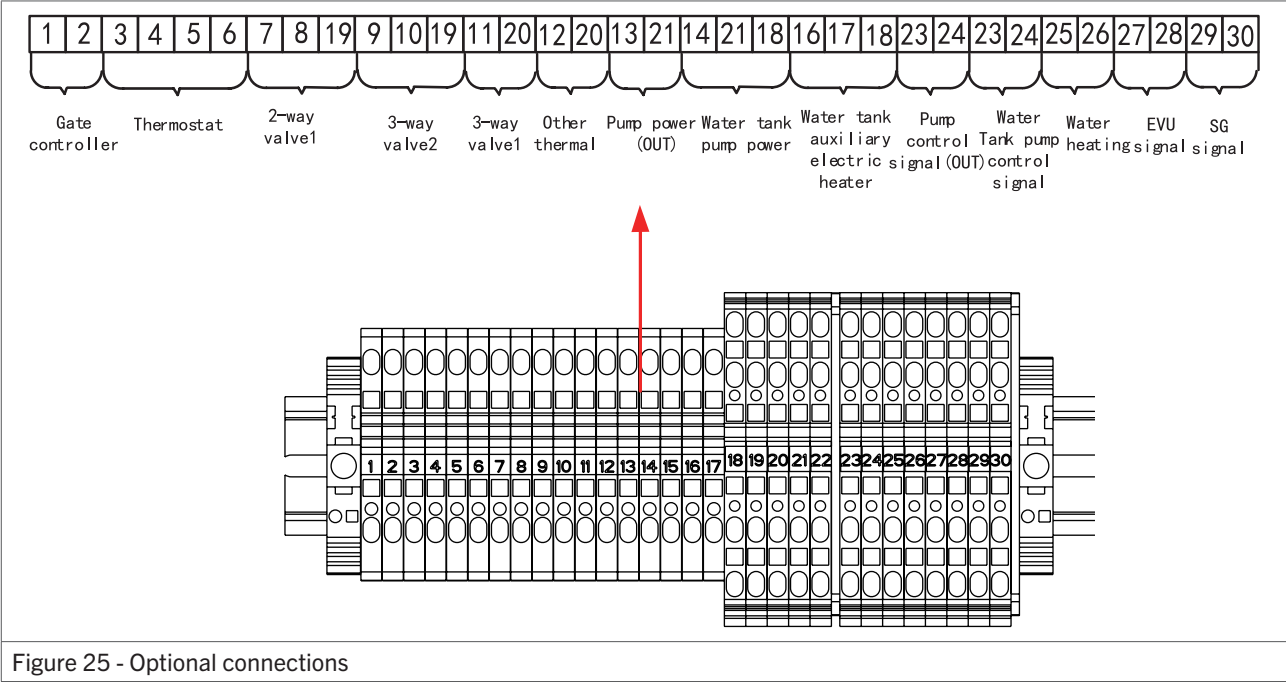 1 2 3 4 5 6 7 8 19 9 10 19 11 20 12 20 13 21 14 21 18 16 17 18 23 24 23 24 25 26 27 28 29 30
Gate
controller
Thermostat
2-way
valve1
3-way
valve2
3-way
valve1
Other
thermal
Pump power
(OUT)
Water tank
pump power
Water tank
auxiliary
electric
heater
Pump
control
signal(OUT)
Water
Tank pump
control
signal
Water
heating
EVU
signal
SG
signal
1 2 3 4 5 6 7 8 9 10 11 12 13 14 15 16 17 18 19 20 21 22 23 24 25 26 27 28 29 30
Figure 25 - Optional connections